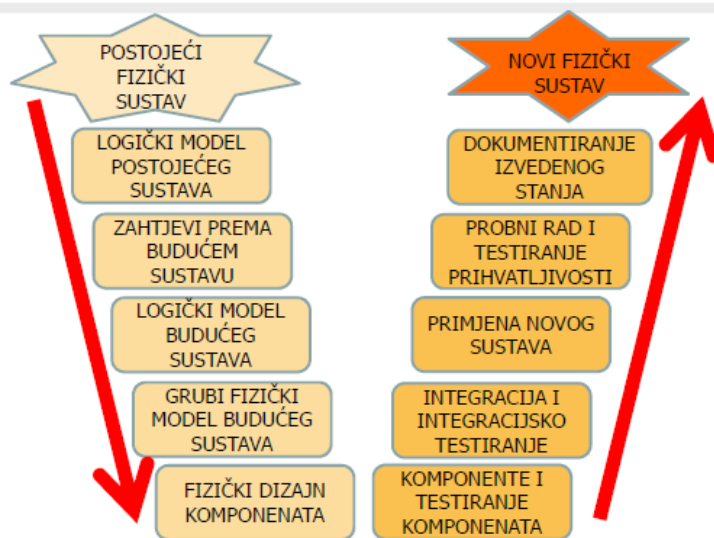 POSTOJEĆI
FIZIČKI
SUSTAV
LOGIČKI MODEL
POSTOJEĆEG
SUSTAVA
ZAHTJEVI PREMA
BUDUĆEM
SUSTAVU
LOGIČKI MODEL
BUDUĆEG
SUSTAVA
GRUBI FIZIČKI
MODEL BUDUĆEG
SUSTAVA
FIZIČKI DIZAJN
KOMPONENATA
NOVI FIZIČKI
SUSTAV
DOKUMENTIRANJE
IZVEDENOG
STANJA
PROBNI RAD I
TESTIRANJE
PRIHVATLJIVOSTI
PRIMJENA NOVOG
SUSTAVA
INTEGRACIJA I
INTEGRACIJSKO
TESTIRANJE
KOMPONENTE I
TESTIRANJE
KOMPONENATA